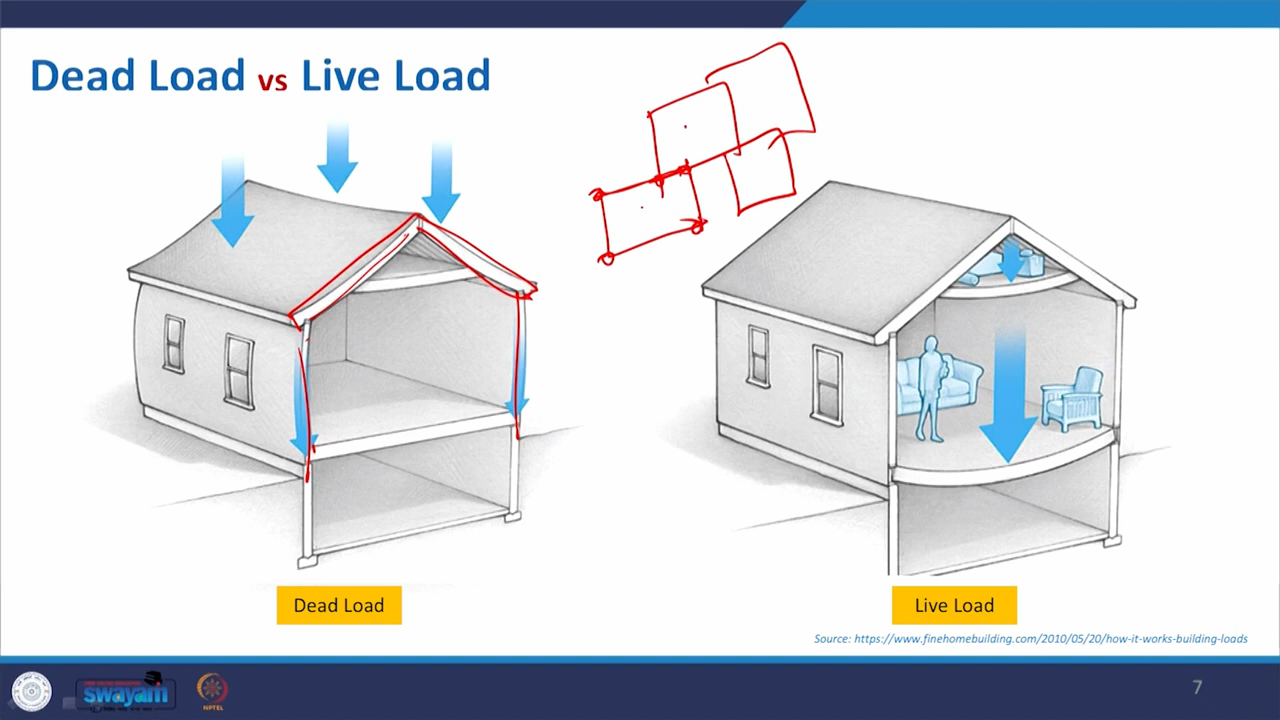 Dead Load vs Live Load
Dead Load
Live Load
Source: https://www.finehomebuilding.com/2010/05/20/how-it-works-building-loads
swayam
NPTEL
7